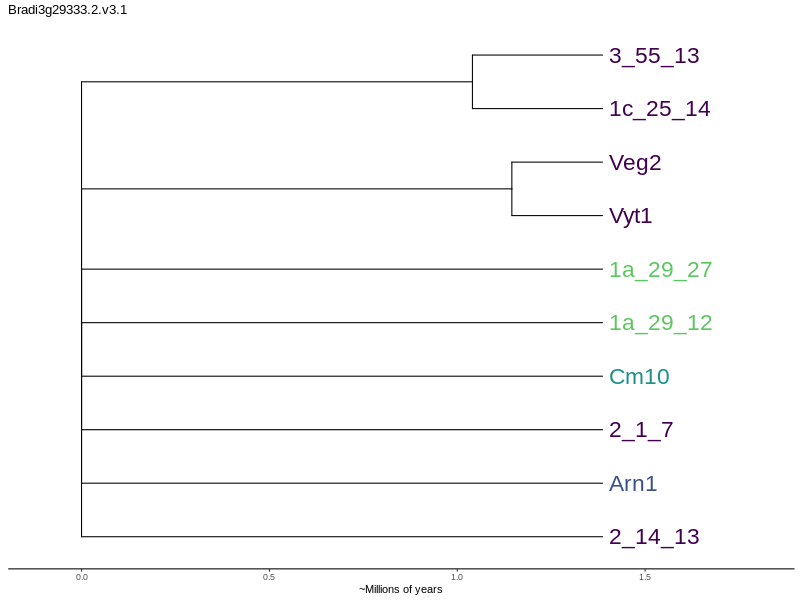 Bradi3g29333.2.v3.1
3_55_13
1c_25_14
Veg2
Vyt1
1a_29_27
1a_29_12
Cm10
2_1_7
Arn1
2_14_13
0.0 0.5 1.0 1.5
~Millions of years